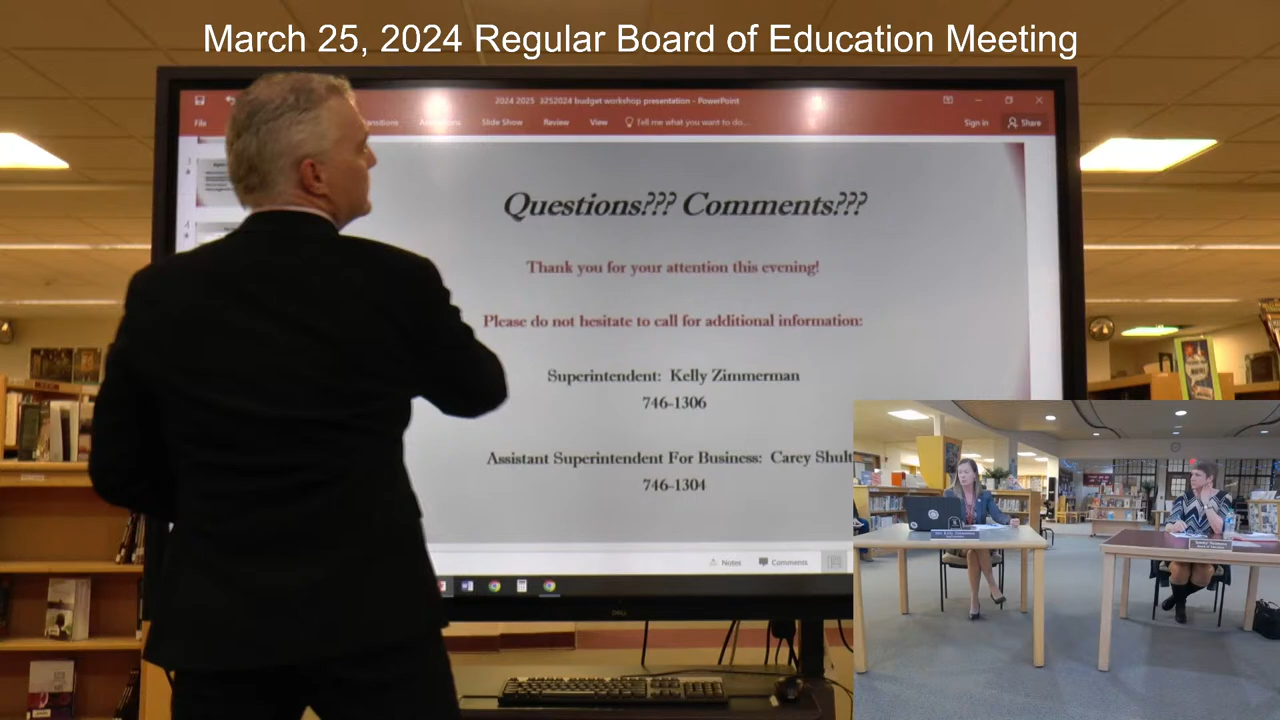 March 25, 2024 Regular Board of Education Meeting
2024 2025 3252024 budget workshop presentation - PowerPoint
File
Slide Show Review View Tell me what you want to do...
Sign in Share
Questions??? Comments???
Thank you for your attention this evening!
Please do not hesitate to call for additional information:
Superintendent: Kelly Zimmerman
746-1306
Assistant Superintendent For Business: Carey Shult
746-1304
Notes Comments
DELL